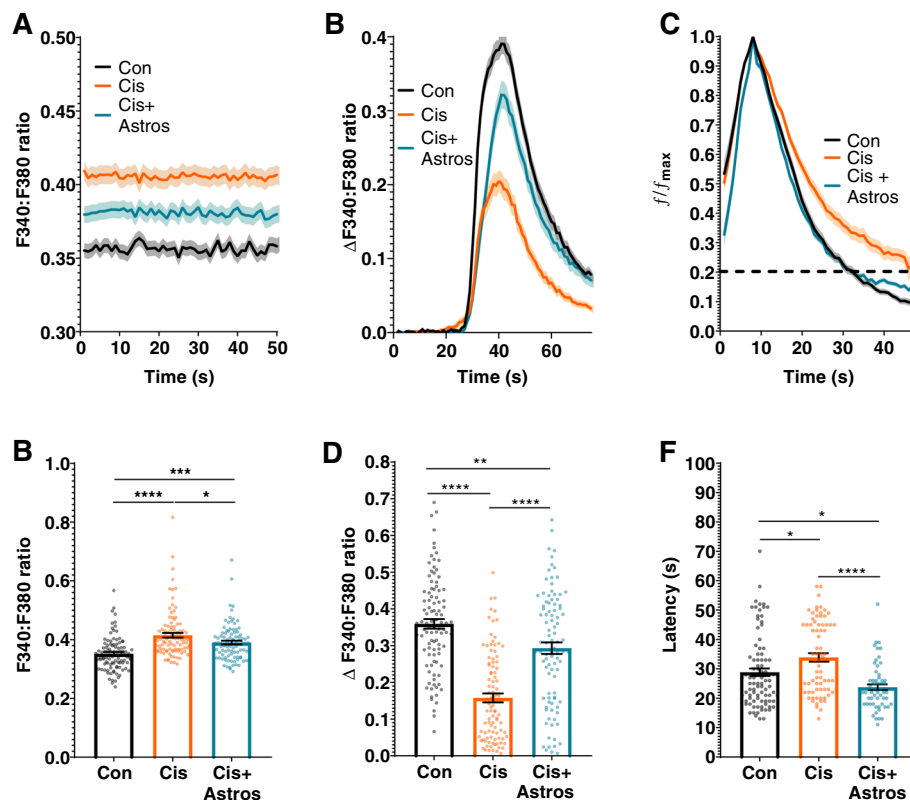 A
0.50
0.45
0.40
0.35
0.30
F340:F380 ratio
Con
Cis
Cis+
Astros
0 10 20 30 40 50
Time (s)
B
0.4
0.3
0.2
0.1
0.0
ΔF340:F380 ratio
Con
Cis
Cis+
Astros
0 20 40 60
Time (s)
C
1.0
0.9
0.8
0.7
0.6
0.5
0.4
0.3
0.2
0.1
0.0
f/fmax
Con
Cis
Cis +
Astros
0 10 20 30 40
Time (s)
B
1.0
0.8
0.6
0.4
0.2
0.0
F340:F380 ratio
***
**** *
Con Cis Cis+
Astros
D
0.8
0.7
0.6
0.5
0.4
0.3
0.2
0.1
0.0
Δ F340:F380 ratio
**
**** ****
Con Cis Cis+
Astros
F
100
90
80
70
60
50
40
30
20
10
0
Latency (s)
*
*
****
Con Cis Cis+
Astros